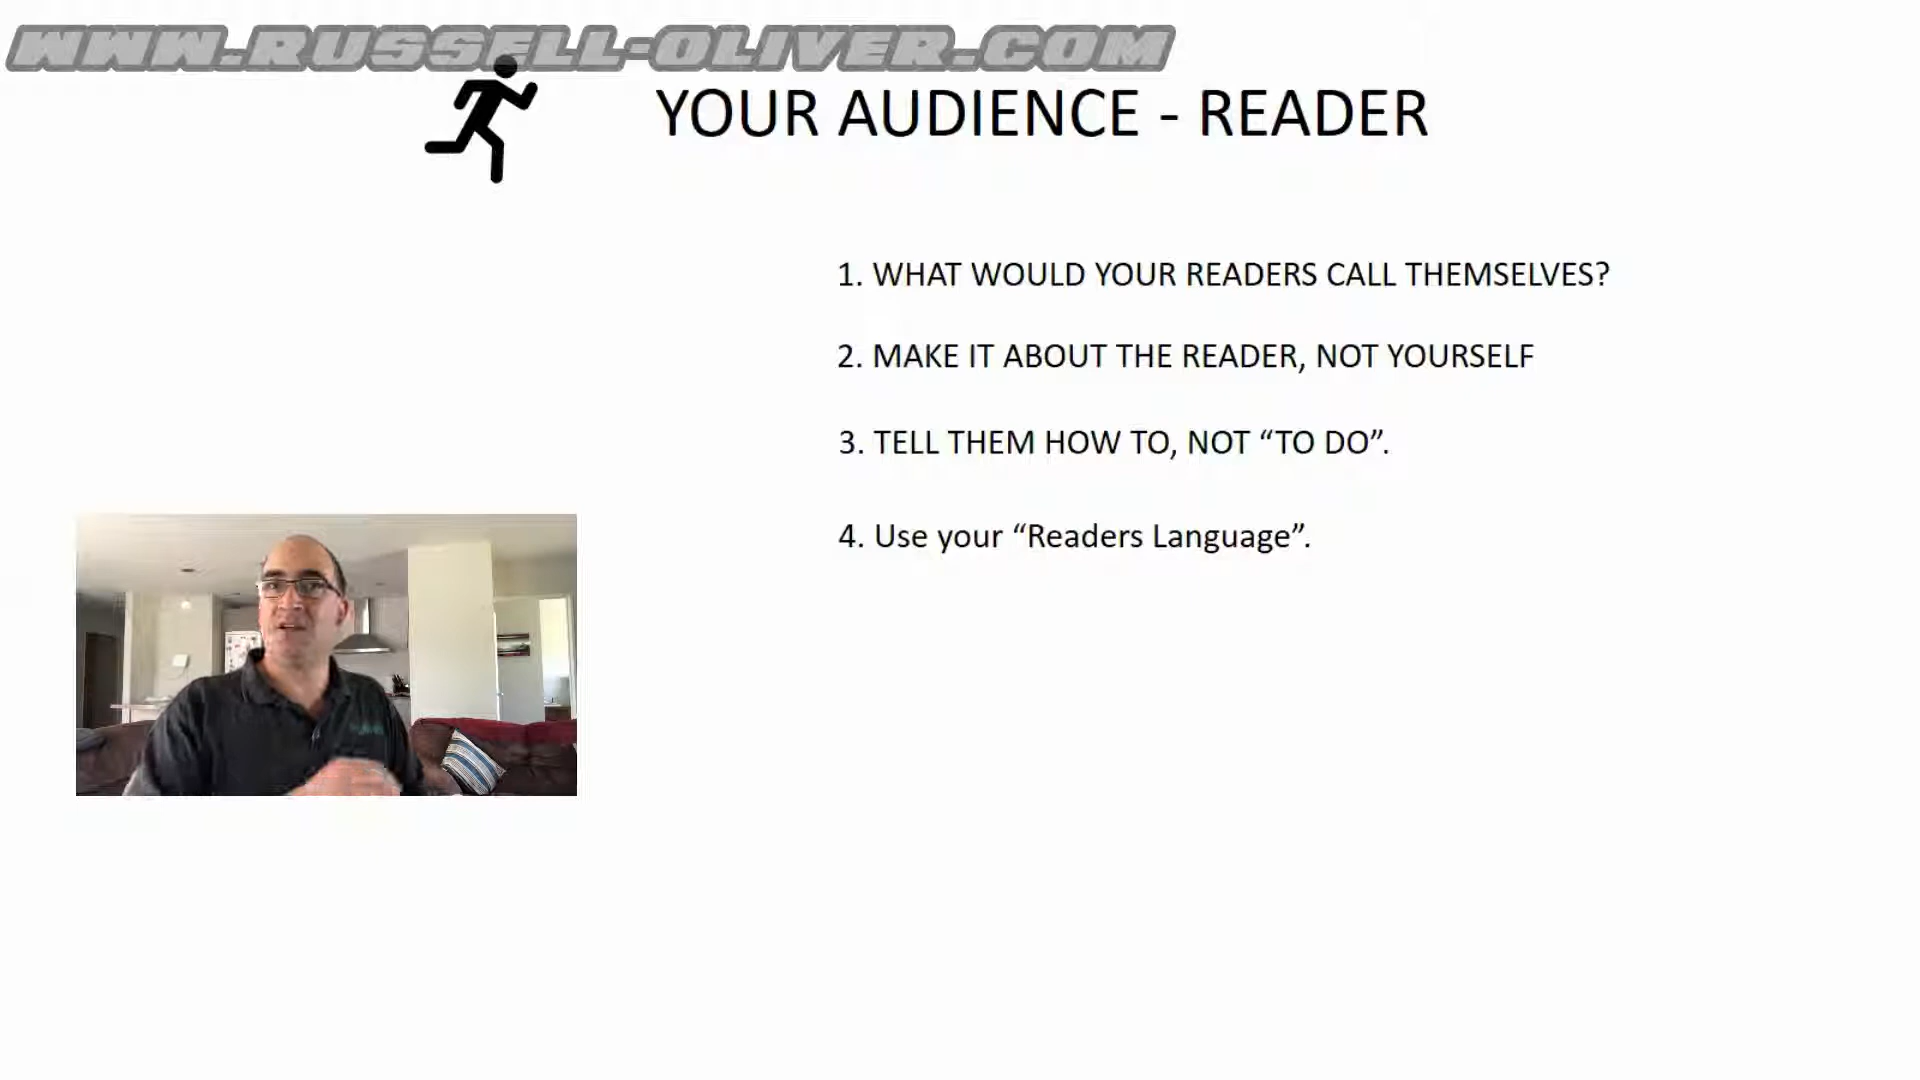 WWW.RUSSELL-OLIVER.COM
YOUR AUDIENCE - READER
1. WHAT WOULD YOUR READERS CALL THEMSELVES?
2. MAKE IT ABOUT THE READER, NOT YOURSELF
3. TELL THEM HOW TO, NOT “TO DO”.
4. Use your “Readers Language”.